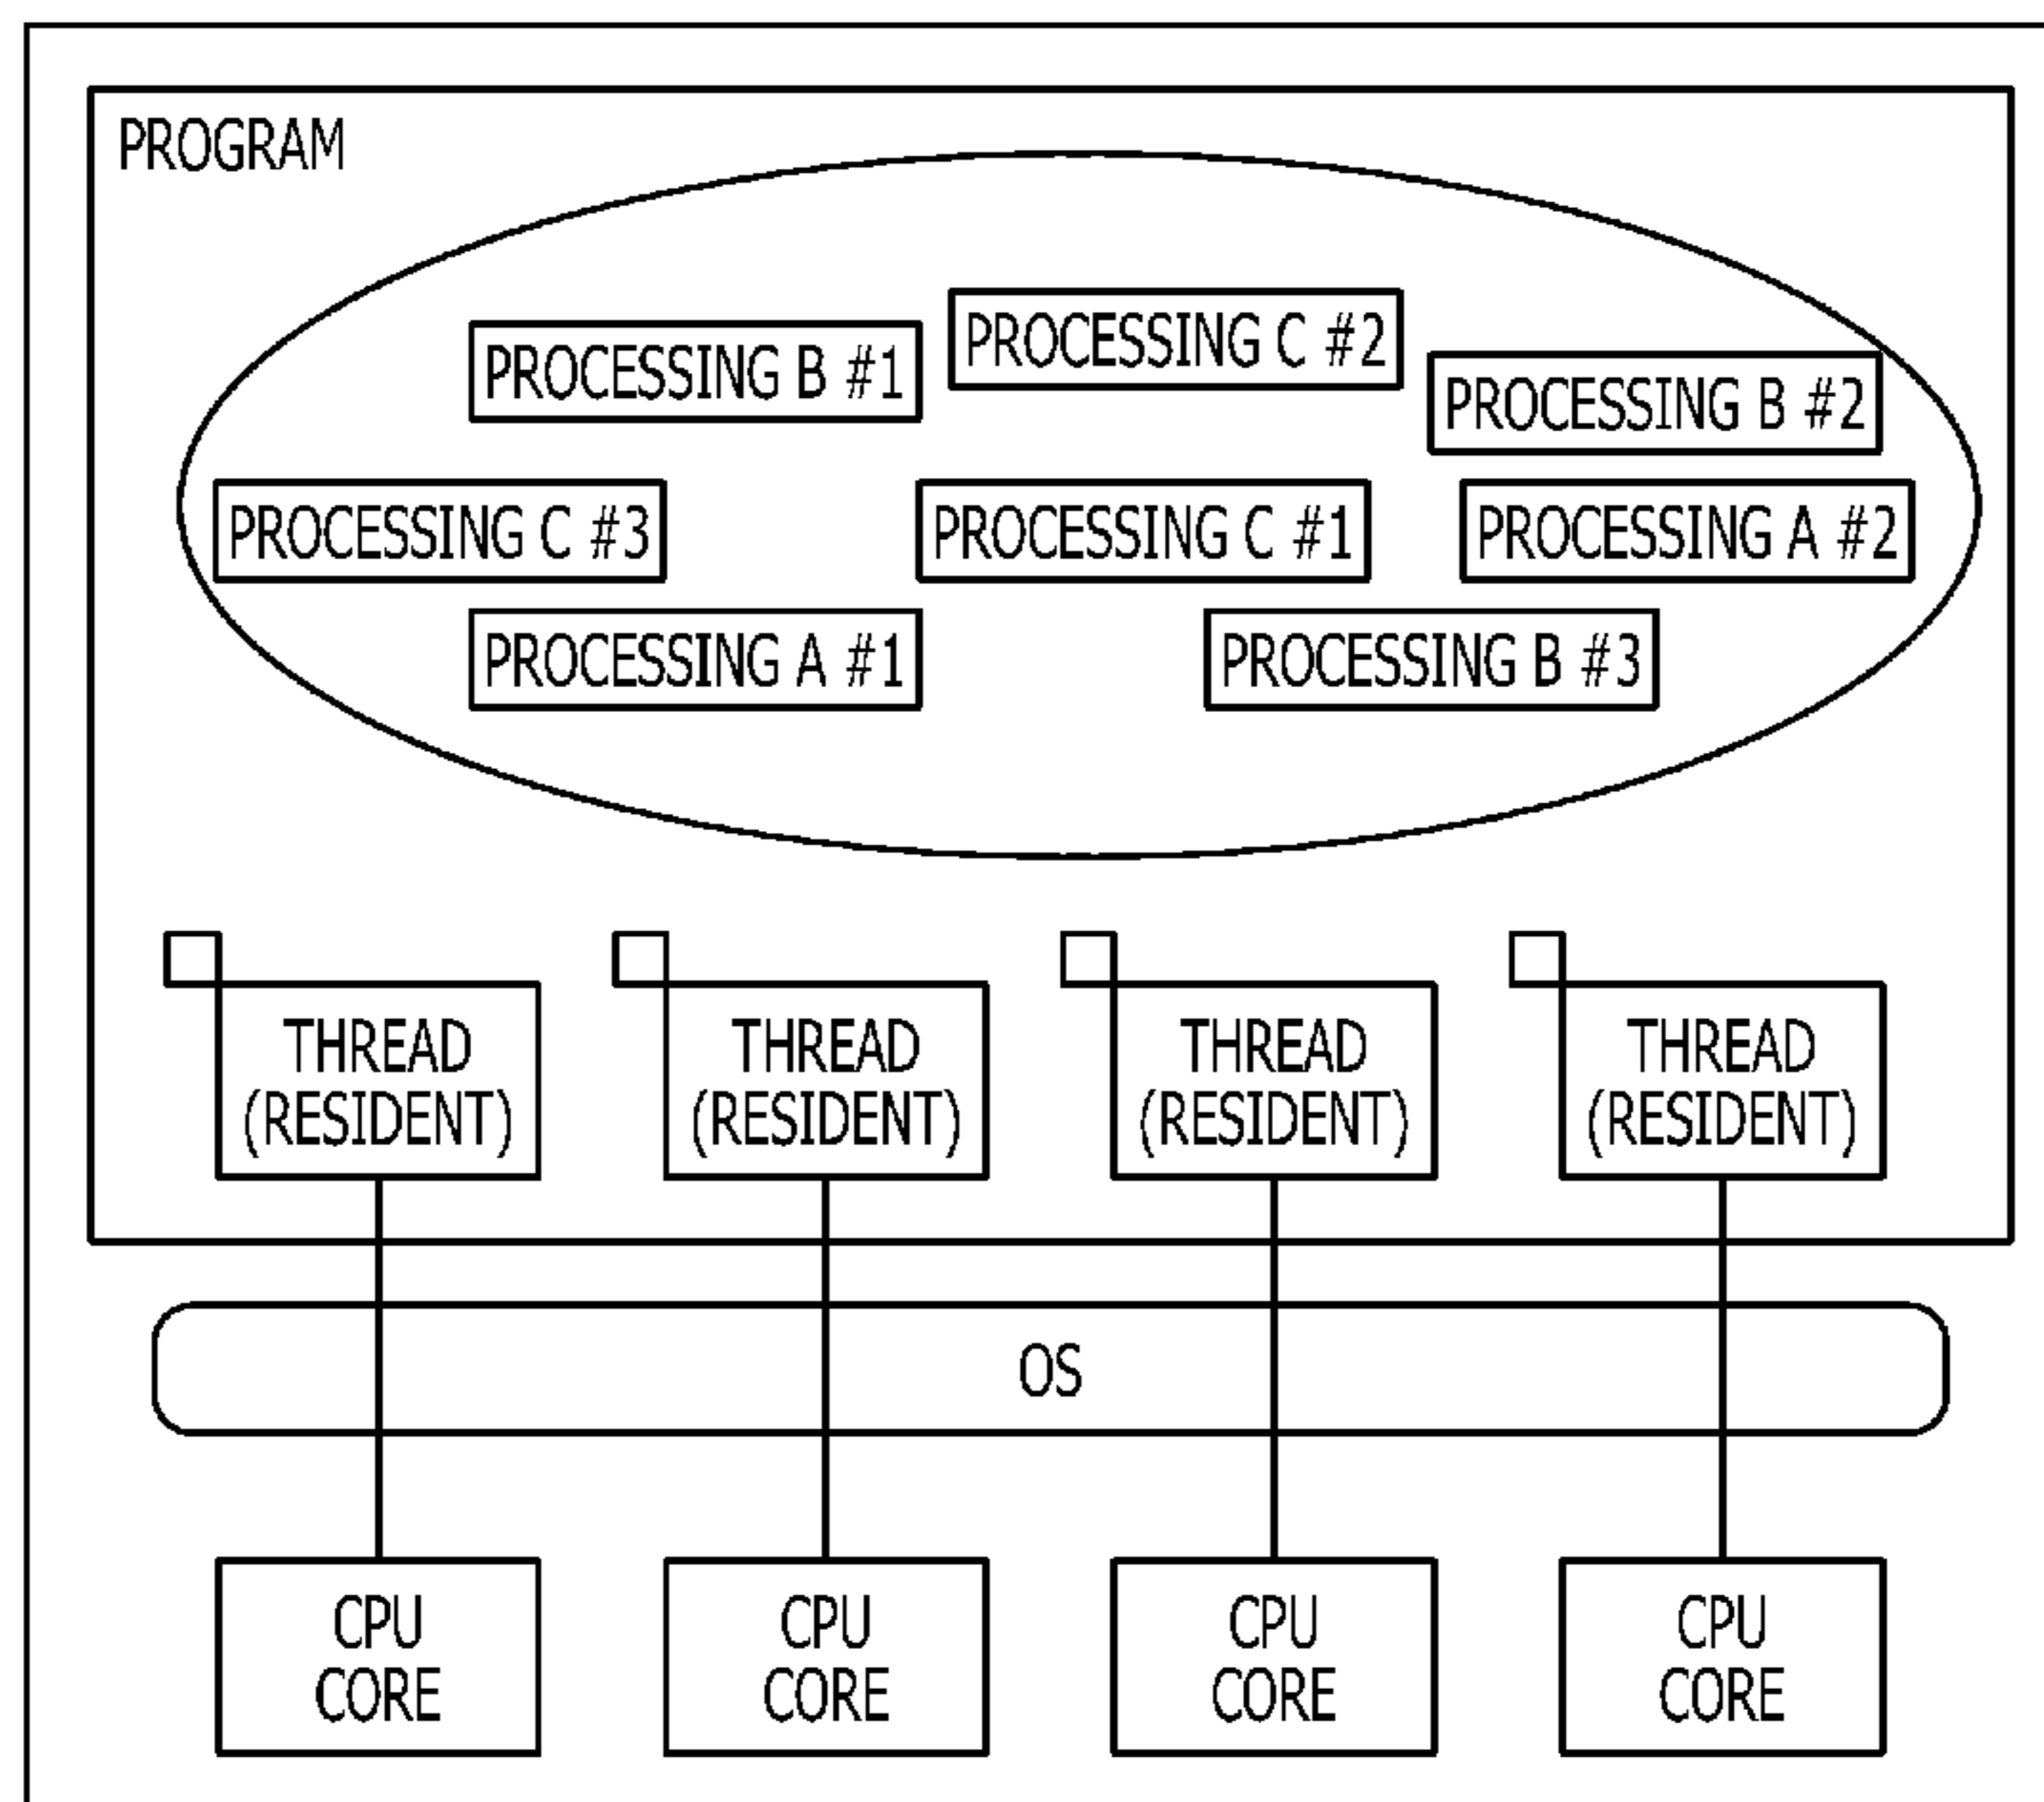 PROGRAM
PROCESSING C #2
PROCESSING B #1
PROCESSING B #2
PROCESSING C #3
PROCESSING C #1
PROCESSING A #2
PROCESSING A #1
PROCESSING B #3
THREAD
(RESIDENT)
THREAD
(RESIDENT)
THREAD
(RESIDENT)
THREAD
(RESIDENT)
OS
CPU
CORE
CPU
CORE
CPU
CORE
CPU
CORE